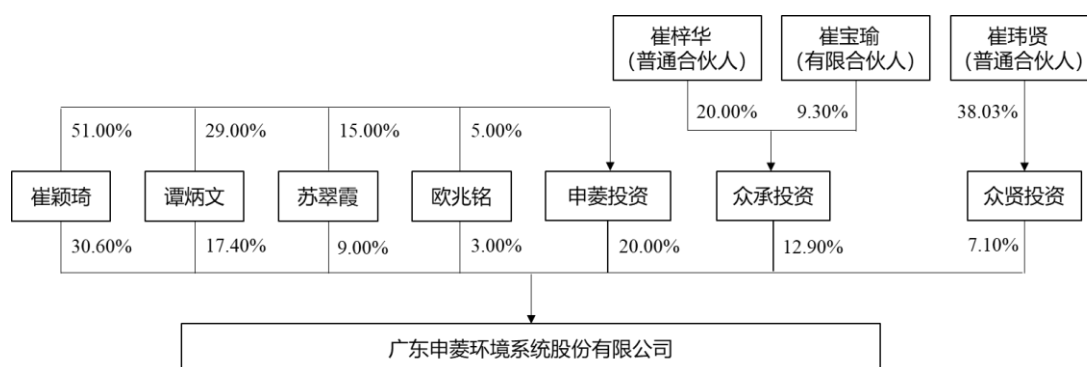 崔梓华
（普通合伙人）
崔宝瑜
（有限合伙人）
崔玮贤
（普通合伙人）
51.00%
29.00%
15.00%
5.00%
20.00%
9.30%
38.03%
崔颖琦
谭炳文
苏翠霞
欧兆铭
申菱投资
众承投资
众贤投资
30.60%
17.40%
9.00%
3.00%
20.00%
12.90%
7.10%
广东申菱环境系统股份有限公司